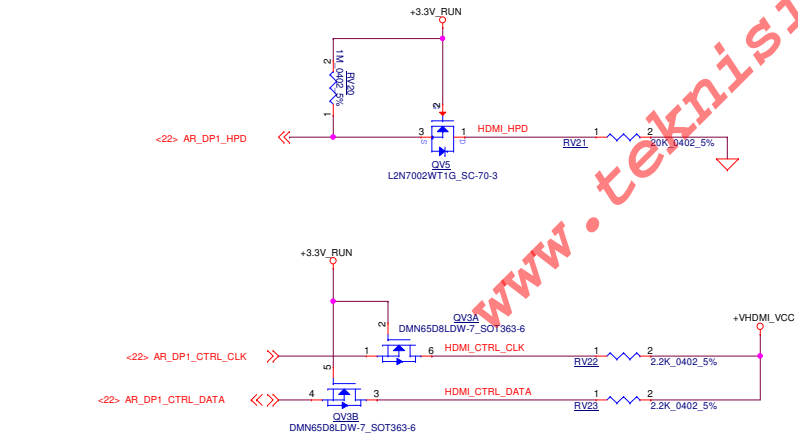 +3.3V_RUN
2
1M_0402_5%
RV20
1
2
<22> AR_DP1_HPD
3
S
1
D
HDMI_HPD
RV21
1
2
20K_0402_5%
QV5
L2N7002WT1G_SC-70-3
www.teknisi
+3.3V_RUN
+VHDMI_VCC
QV3A
DMN65D8LDW-7_SOT363-6
2
<22> AR_DP1_CTRL_CLK
1
6
HDMI_CTRL_CLK
RV22
1
2
2.2K_0402_5%
5
<22> AR_DP1_CTRL_DATA
4
3
HDMI_CTRL_DATA
RV23
1
2
2.2K_0402_5%
QV3B
DMN65D8LDW-7_SOT363-6